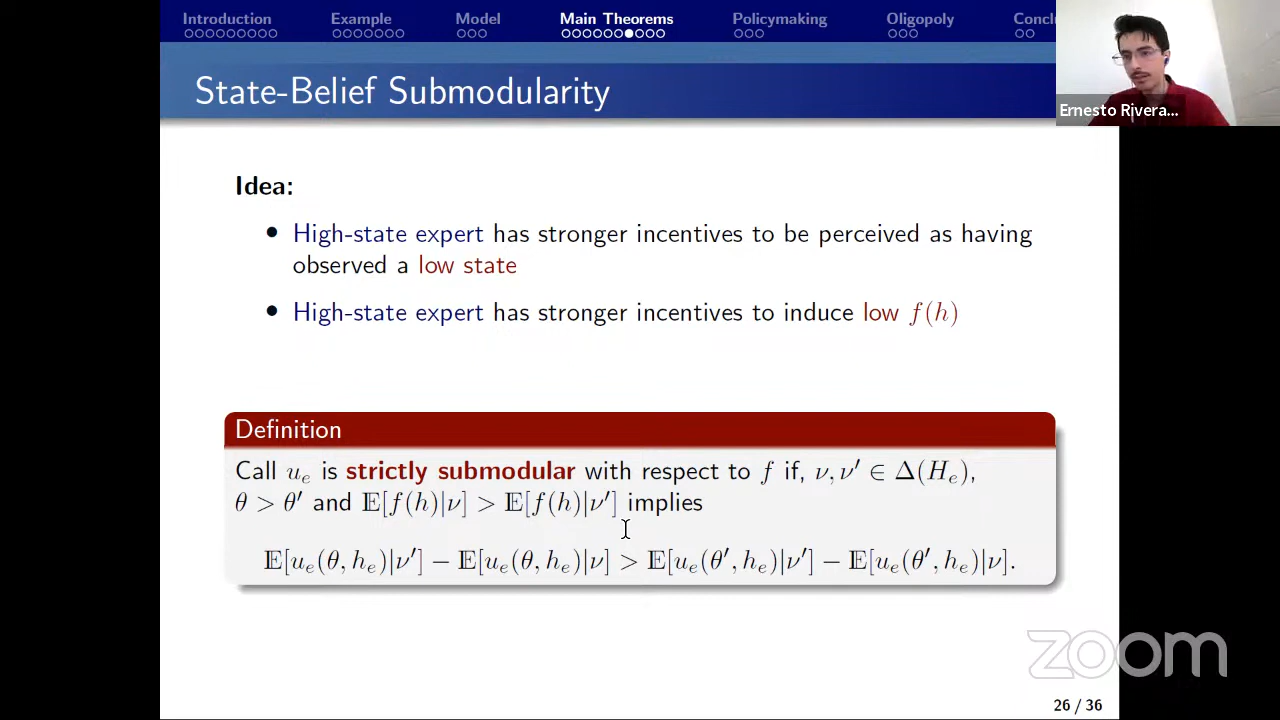 Introduction Example Model Main Theorems Policymaking Oligopoly Conclu
State-Belief Submodularity
Ernesto Rivera...
Idea:
• High-state expert has stronger incentives to be perceived as having
observed a low state
• High-state expert has stronger incentives to induce low f(h)
Definition
Call u_e is strictly submodular with respect to f if, ν, ν′ ∈ Δ(H_e),
θ > θ′ and 𝔼[f(h)|ν] > 𝔼[f(h)|ν′] implies
𝔼[u_e(θ, h_e)|ν′] − 𝔼[u_e(θ, h_e)|ν] > 𝔼[u_e(θ′, h_e)|ν′] − 𝔼[u_e(θ′, h_e)|ν].
zoom
26 / 36